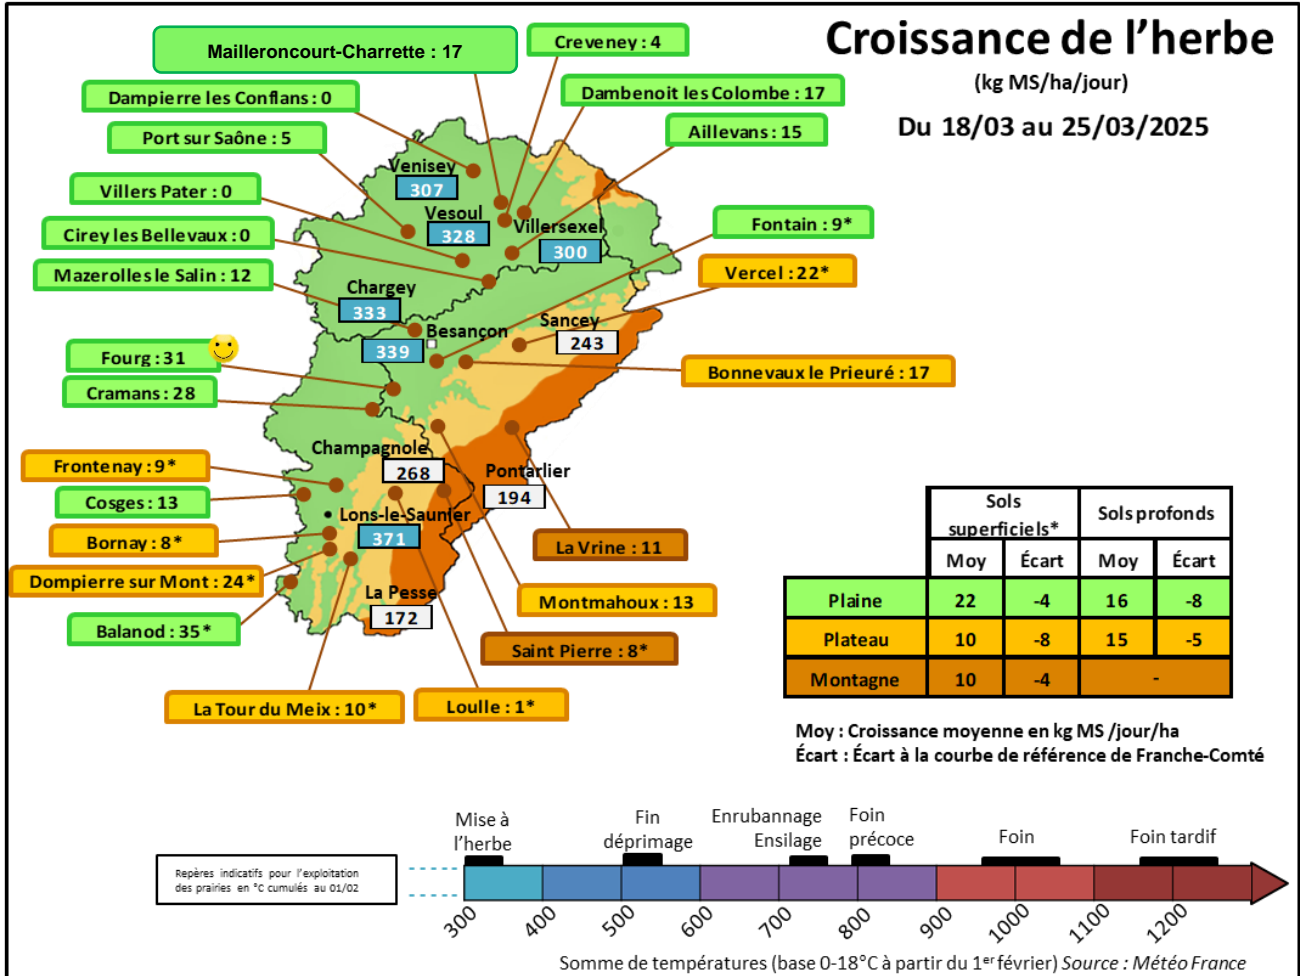 Croissance de l'herbe
(kg MS/ha/jour)
Du 18/03 au 25/03/2025
Mailleroncourt-Charrette : 17
Creveney : 4
Dampierre les Conflans : 0
Dambenoit les Colombe : 17
Port sur Saône : 5
Aillevans : 15
Villers Pater : 0
Cirey les Bellevaux : 0
Mazerolles le Salin : 12
Fontain : 9*
Vercel : 22*
Fourg : 31
Cramans : 28
Bonnevaux le Prieuré : 17
Frontenay : 9*
Cosges : 13
Bornay : 8*
Dompierre sur Mont : 24*
Balanod : 35*
La Tour du Meix : 10*
Loulle : 1*
Saint Pierre : 8*
Montmahoux : 13
La Vrine : 11
Venisey
307
Vesoul
328
Villersexel
300
Chargey
333
Besançon
339
Sancey
243
Champagnole
268
Pontarlier
194
Lons-le-Saunier
371
La Pesse
172
Sols superficiels*
Sols profonds
Moy Écart Moy Écart
Plaine 22 -4 16 -8
Plateau 10 -8 15 -5
Montagne 10 -4 -
Moy : Croissance moyenne en kg MS /jour/ha
Écart : Écart à la courbe de référence de Franche-Comté
Repères indicatifs pour l'exploitation
des prairies en °C cumulés au 01/02
Mise à
l'herbe
Fin
déprimage
Enrubannage
Ensilage
Foin
précoce
Foin
Foin tardif
300 400 500 600 700 800 900 1000 1100 1200
Somme de températures (base 0-18°C à partir du 1er février) Source : Météo France